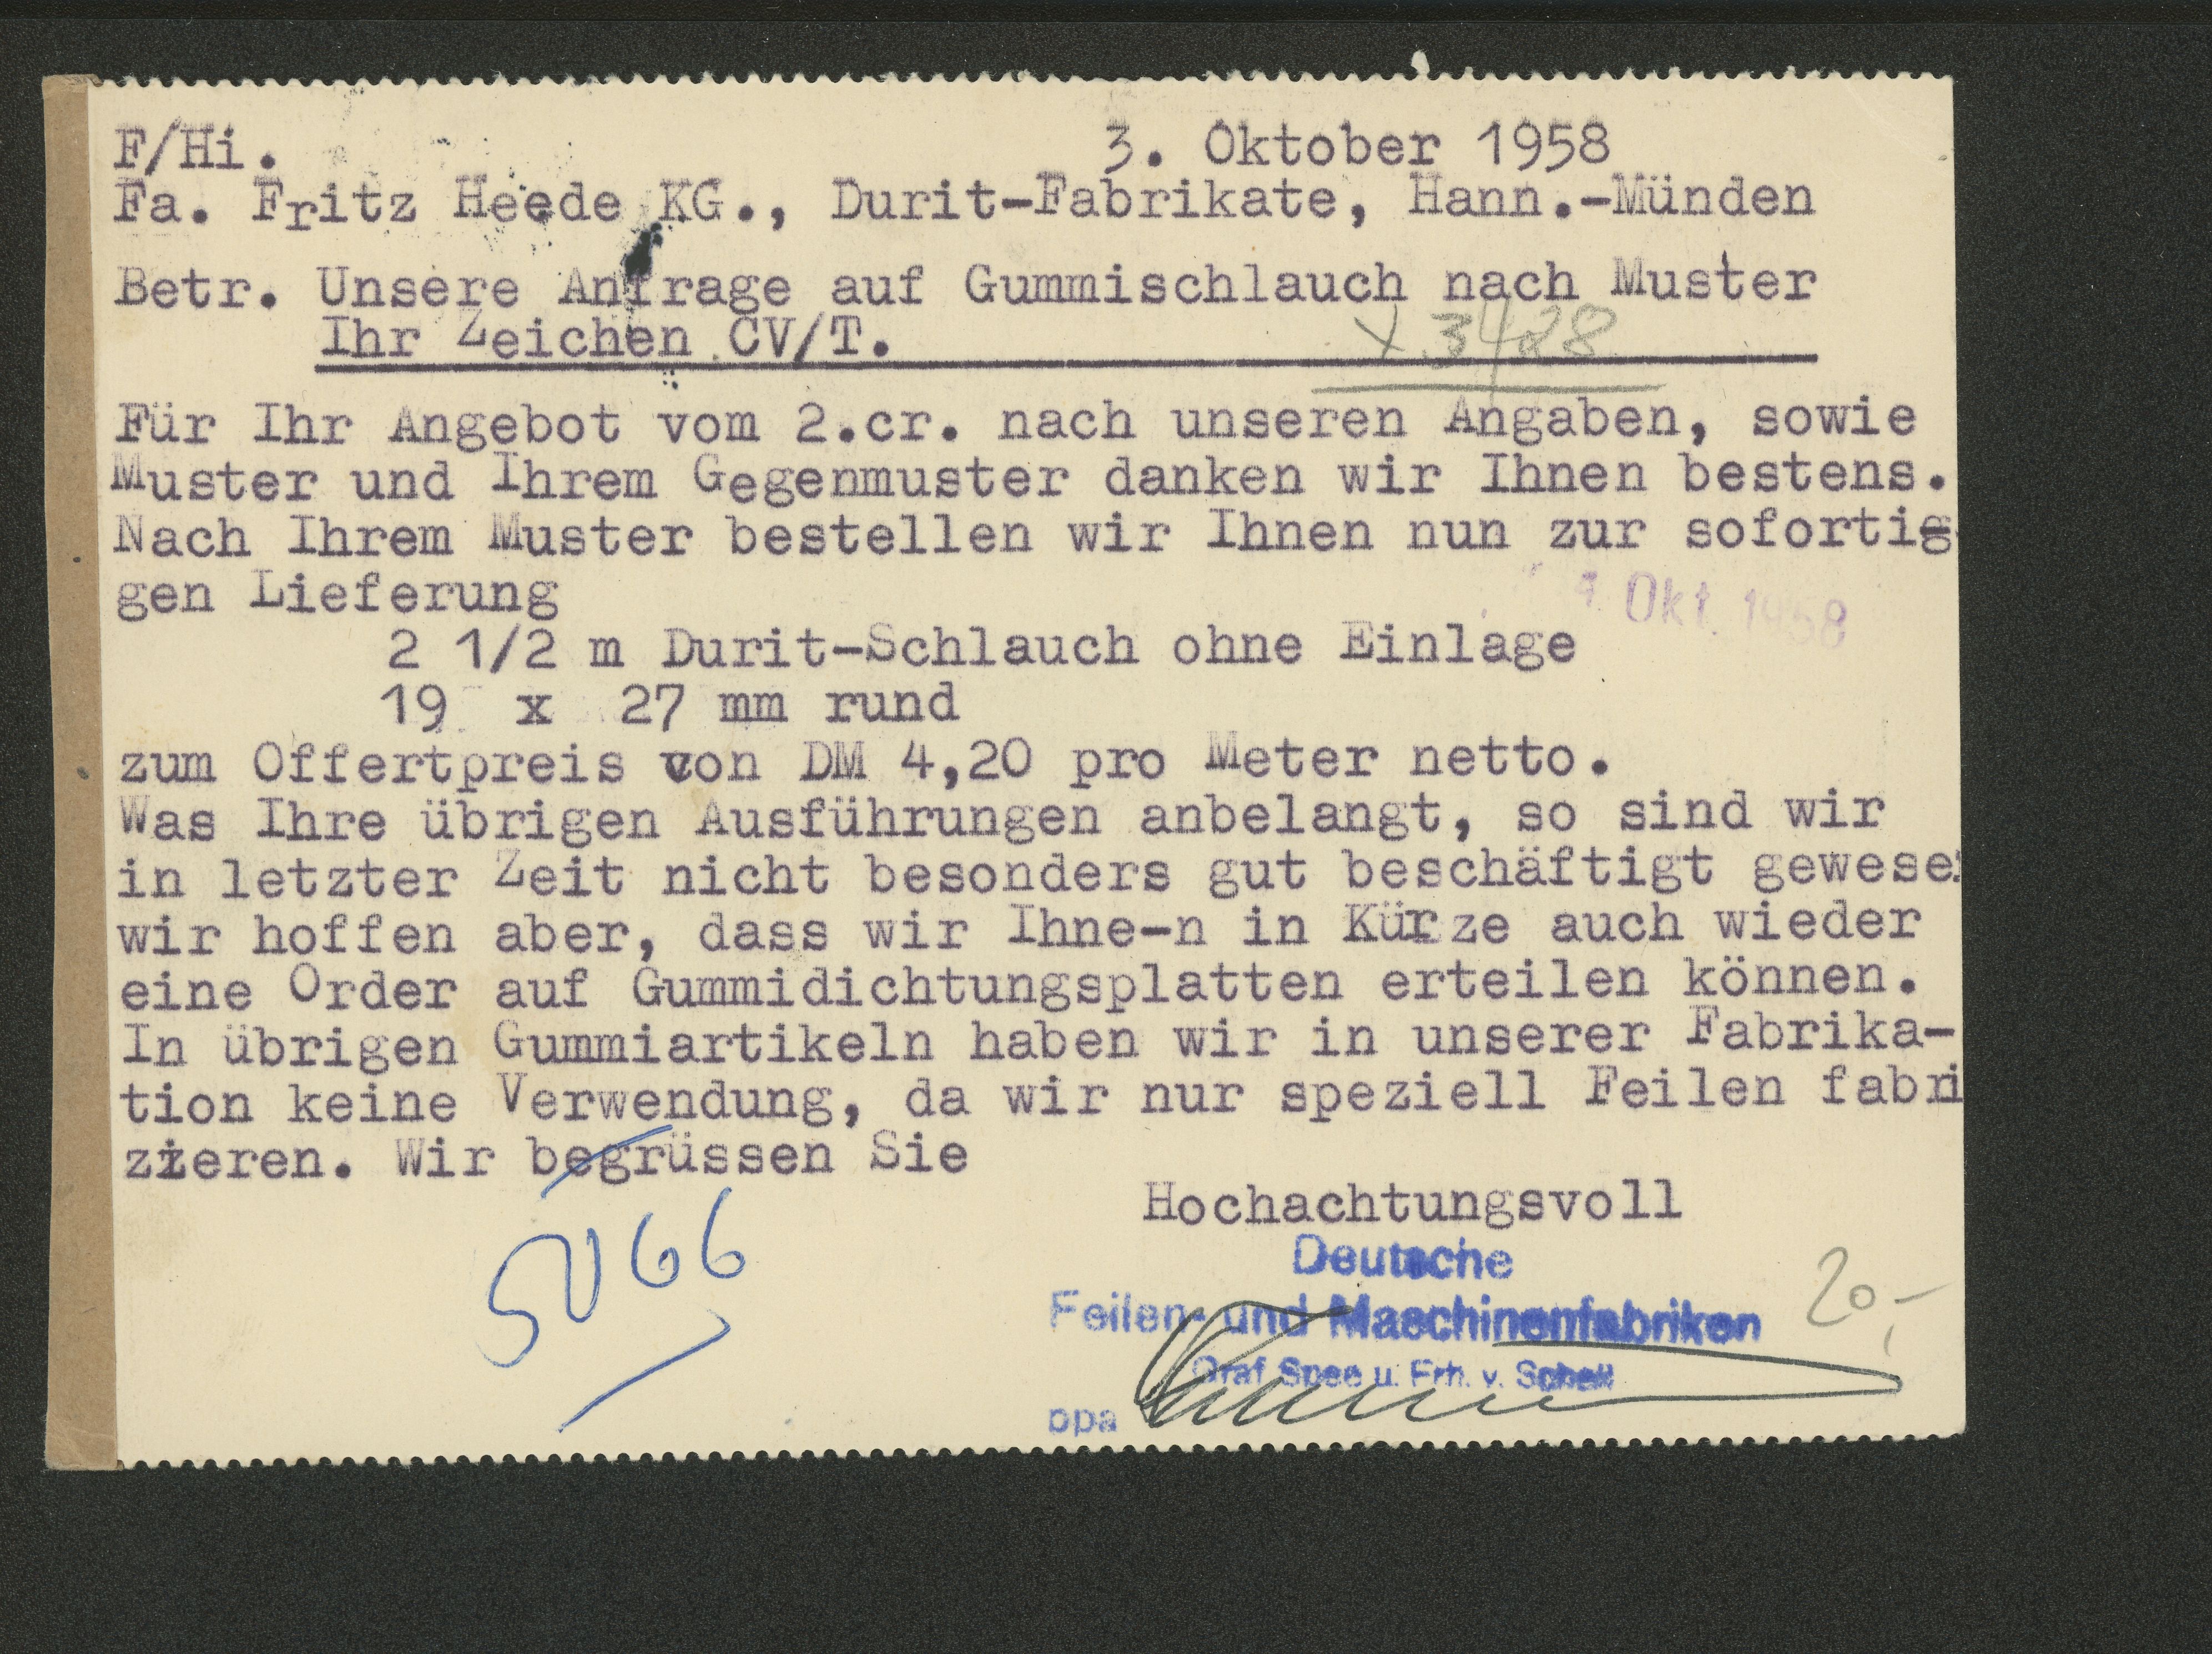 F/Hi. 3. Oktober 1958
Fa. Fritz Heede KG., Durit-Fabrikate, Hann.-Münden
Betr. Unsere Anfrage auf Gummischlauch nach Muster
Ihr Zeichen CV/T.
x 3428
Für Ihr Angebot vom 2.cr. nach unseren Angaben, sowie
Muster und Ihrem Gegenmuster danken wir Ihnen bestens.
Nach Ihrem Muster bestellen wir Ihnen nun zur sofortig
gen Lieferung
Okt. 1958
2 1/2 m Durit-Schlauch ohne Einlage
19 x 27 mm rund
zum Offertpreis von DM 4,20 pro Meter netto.
Was Ihre übrigen Ausführungen anbelangt, so sind wir
in letzter Zeit nicht besonders gut beschäftigt gewese
wir hoffen aber, dass wir Ihne-n in Kürze auch wieder
eine Order auf Gummidichtungsplatten erteilen können.
In übrigen Gummiartikeln haben wir in unserer Fabrika-
tion keine Verwendung, da wir nur speziell Feilen fabri
zieren. Wir begrüssen Sie
Hochachtungsvoll
Deutsche
Feilen- und Maschinenfabriken
Graf Spee u. Frh. v. Schell
ppa
20,-